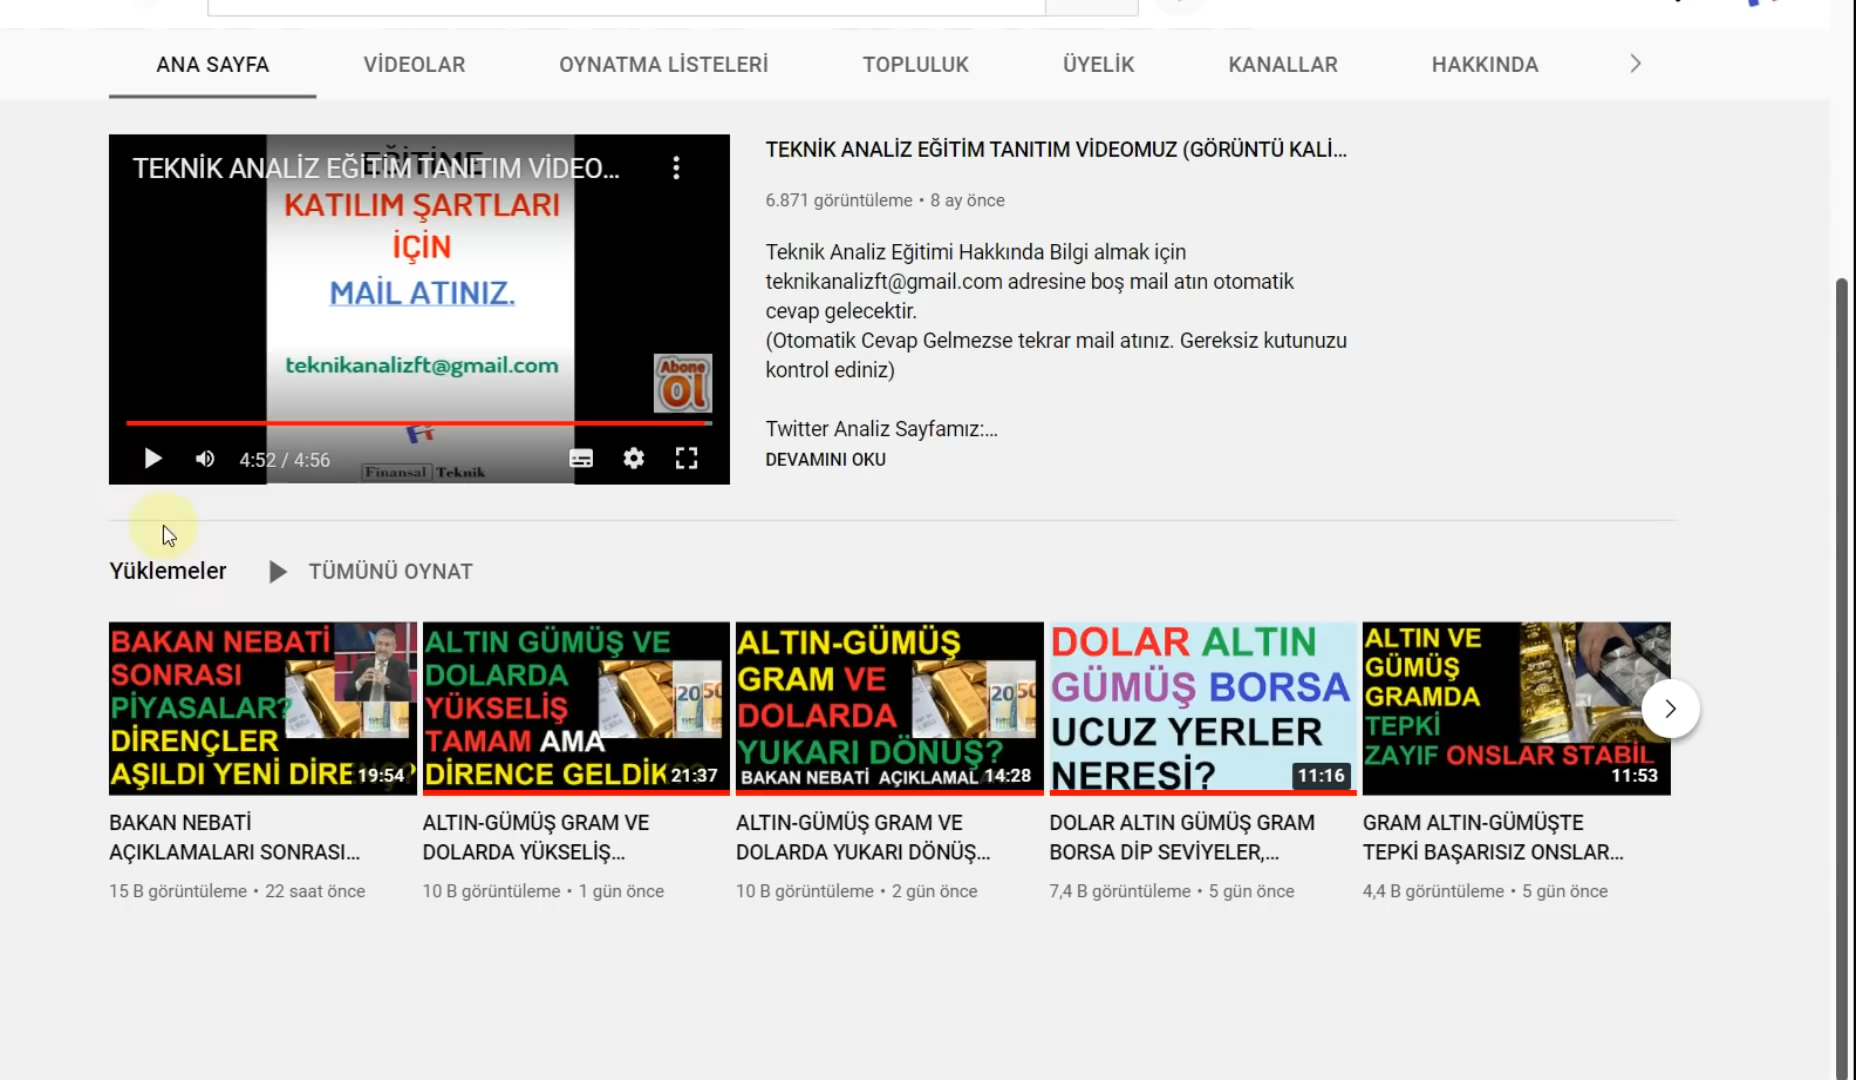 ANA SAYFA
VİDEOLAR
OYNATMA LİSTELERİ
TOPLULUK
ÜYELİK
KANALLAR
HAKKINDA
TEKNİK ANALİZ EĞİTİM TANITIM VİDEO...
EĞİTİME
KATILIM ŞARTLARI
İÇİN
MAİL ATINIZ.
teknikanalizft@gmail.com
Abone
Ol
4:52 / 4:56
Finansal Teknik
TEKNİK ANALİZ EĞİTİM TANITIM VİDEOMUZ (GÖRÜNTÜ KALİ...
6.871 görüntüleme • 8 ay önce
Teknik Analiz Eğitimi Hakkında Bilgi almak için
teknikanalizft@gmail.com adresine boş mail atın otomatik
cevap gelecektir.
(Otomatik Cevap Gelmezse tekrar mail atınız. Gereksiz kutunuzu
kontrol ediniz)
Twitter Analiz Sayfamız:...
DEVAMINI OKU
Yüklemeler
TÜMÜNÜ OYNAT
BAKAN NEBATİ
SONRASI
PİYASALAR?
DİRENÇLER
AŞILDI YENİ DİRENÇ?
19:54
BAKAN NEBATİ
AÇIKLAMALARI SONRASI...
15 B görüntüleme • 22 saat önce
ALTIN GÜMÜŞ VE
DOLARDA
YÜKSELİŞ
TAMAM AMA
DİRENCE GELDİK
21:37
ALTIN-GÜMÜŞ GRAM VE
DOLARDA YÜKSELİŞ...
10 B görüntüleme • 1 gün önce
ALTIN-GÜMÜŞ
GRAM VE
DOLARDA
YUKARI DÖNÜŞ?
BAKAN NEBATİ AÇIKLAMAL
14:28
ALTIN-GÜMÜŞ GRAM VE
DOLARDA YUKARI DÖNÜŞ...
10 B görüntüleme • 2 gün önce
DOLAR ALTIN
GÜMÜŞ BORSA
UCUZ YERLER
NERESİ?
11:16
DOLAR ALTIN GÜMÜŞ GRAM
BORSA DİP SEVİYELER,...
7,4 B görüntüleme • 5 gün önce
ALTIN VE
GÜMÜŞ
GRAMDA
TEPKİ
ZAYIF ONSLAR STABİL
11:53
GRAM ALTIN-GÜMÜŞTE
TEPKİ BAŞARISIZ ONSLAR...
4,4 B görüntüleme • 5 gün önce